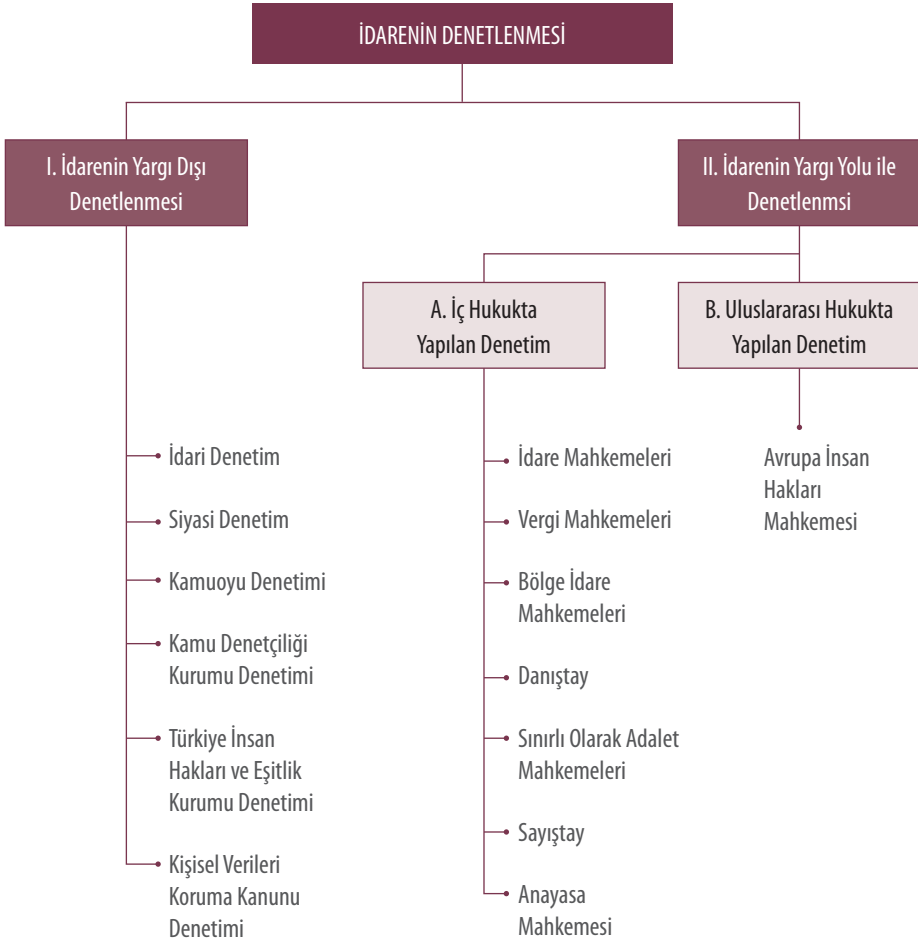 İDARENİN DENETLENMESİ
I. İdarenin Yargı Dışı
Denetlenmesi
II. İdarenin Yargı Yolu ile
Denetlenmsi
A. İç Hukukta
Yapılan Denetim
B. Uluslararası Hukukta
Yapılan Denetim
İdari Denetim
Siyasi Denetim
Kamuoyu Denetimi
Kamu Denetçiliği
Kurumu Denetimi
Türkiye İnsan
Hakları ve Eşitlik
Kurumu Denetimi
Kişisel Verileri
Koruma Kanunu
Denetimi
İdare Mahkemeleri
Vergi Mahkemeleri
Bölge İdare
Mahkemeleri
Danıştay
Sınırlı Olarak Adalet
Mahkemeleri
Sayıştay
Anayasa
Mahkemesi
Avrupa İnsan
Hakları
Mahkemesi